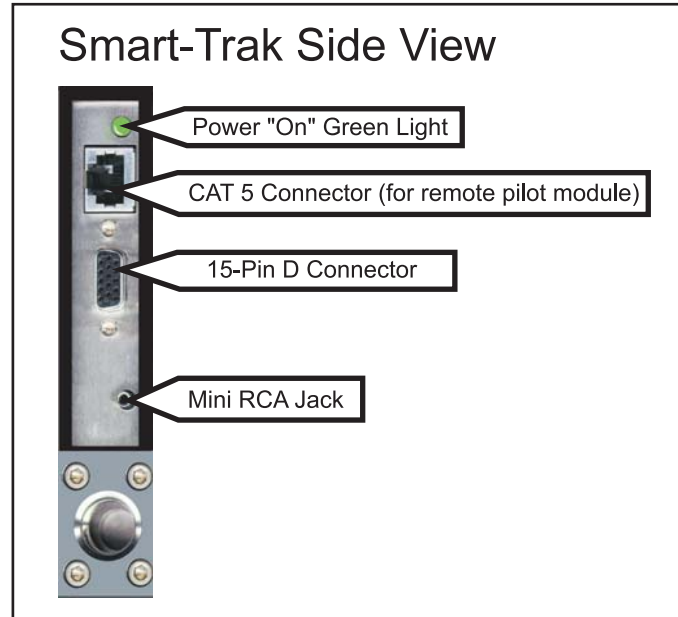 Smart-Trak Side View
Power "On" Green Light
CAT 5 Connector (for remote pilot module)
15-Pin D Connector
Mini RCA Jack